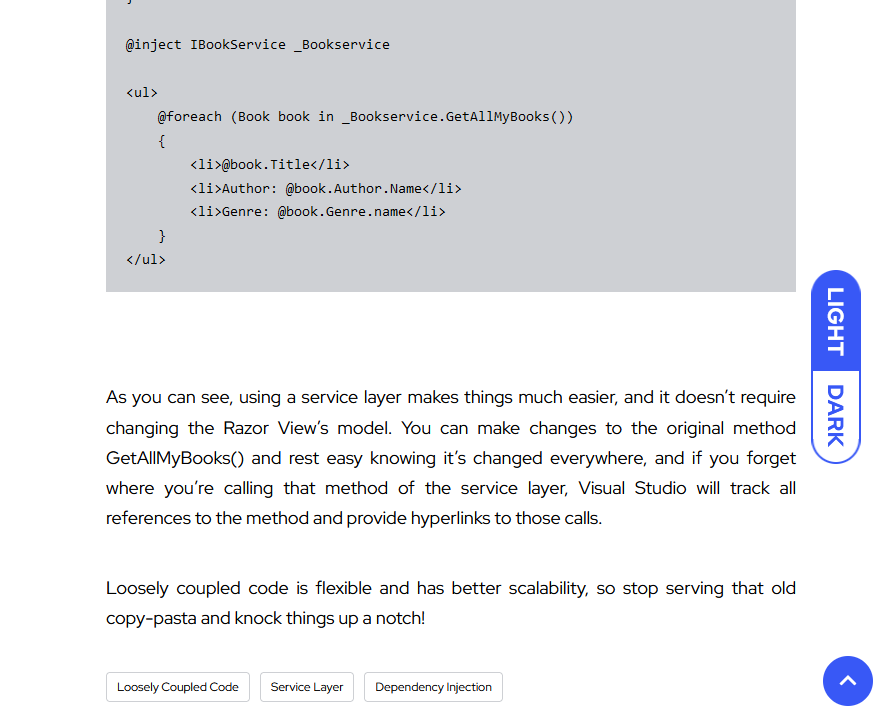 }
@inject IBookService _Bookservice
<ul>
    @foreach (Book book in _Bookservice.GetAllMyBooks())
    {
        <li>@book.Title</li>
        <li>Author: @book.Author.Name</li>
        <li>Genre: @book.Genre.name</li>
    }
</ul>
LIGHT
DARK
As you can see, using a service layer makes things much easier, and it doesn’t require
changing the Razor View’s model. You can make changes to the original method
GetAllMyBooks() and rest easy knowing it’s changed everywhere, and if you forget
where you’re calling that method of the service layer, Visual Studio will track all
references to the method and provide hyperlinks to those calls.
Loosely coupled code is flexible and has better scalability, so stop serving that old
copy-pasta and knock things up a notch!
Loosely Coupled Code
Service Layer
Dependency Injection